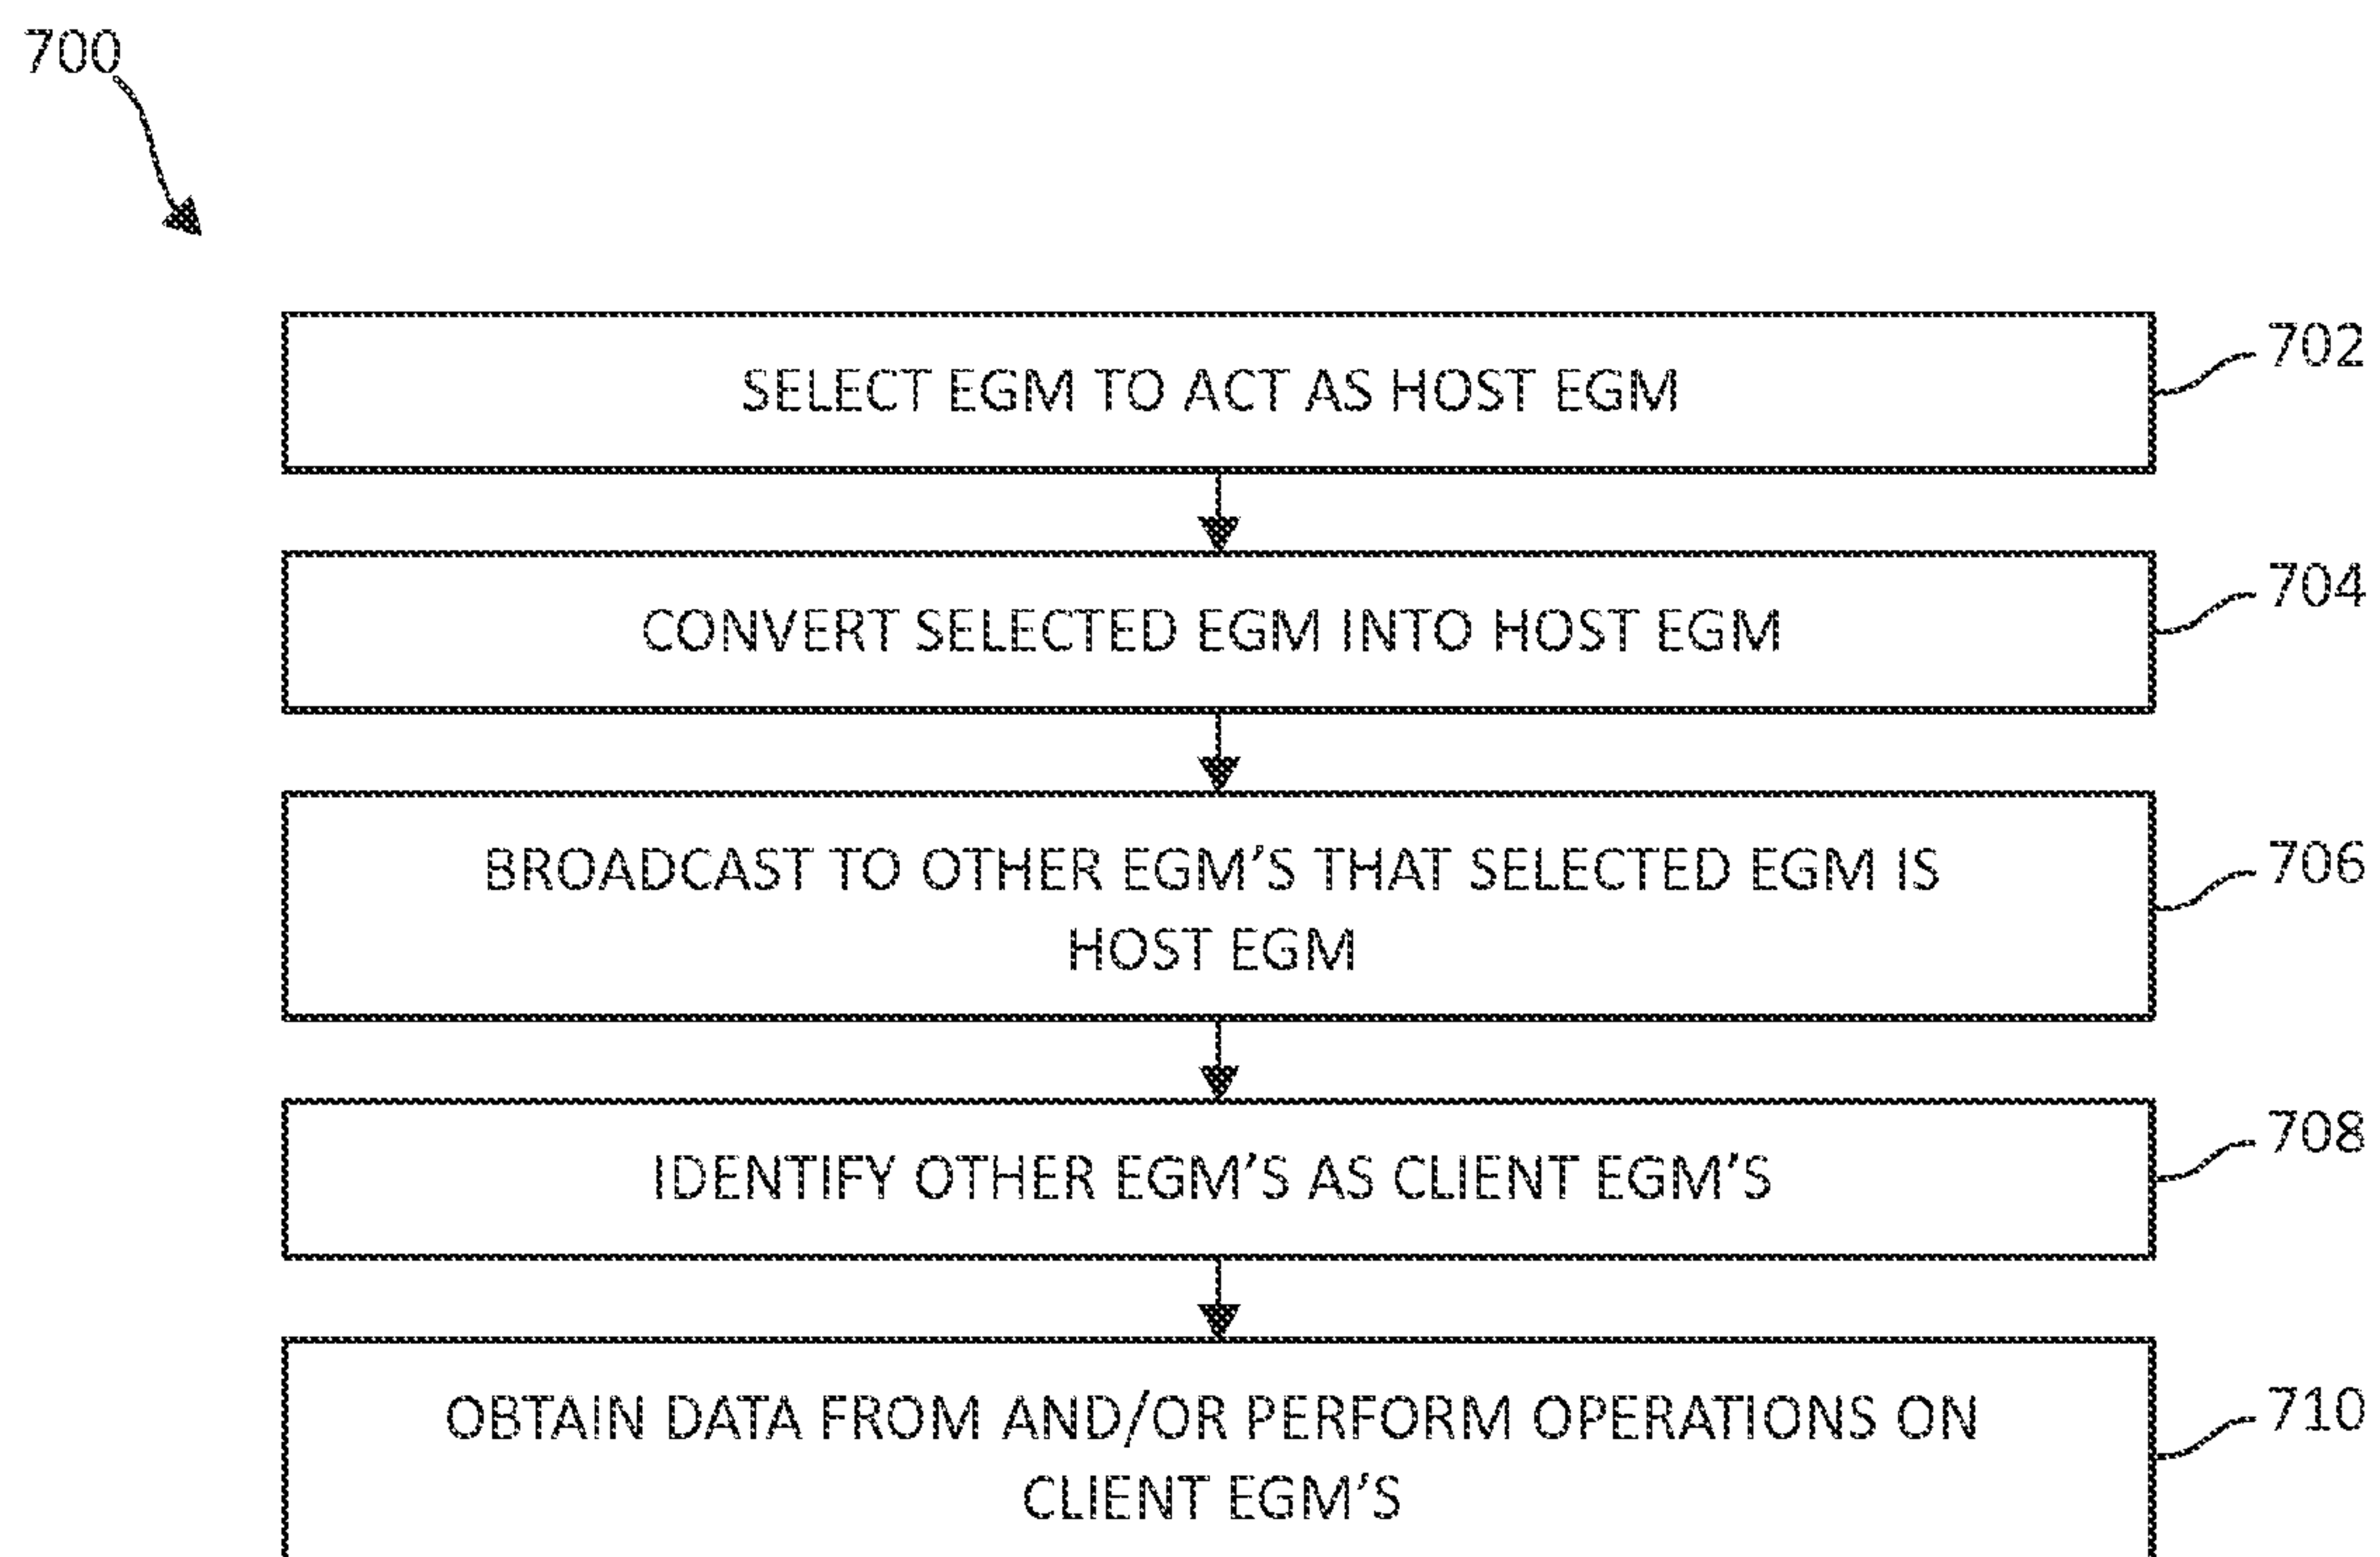 700
SELECT EGM TO ACT AS HOST EGM
702
CONVERT SELECTED EGM INTO HOST EGM
704
BROADCAST TO OTHER EGM'S THAT SELECTED EGM IS
HOST EGM
706
IDENTIFY OTHER EGM'S AS CLIENT EGM'S
708
OBTAIN DATA FROM AND/OR PERFORM OPERATIONS ON
CLIENT EGM'S
710